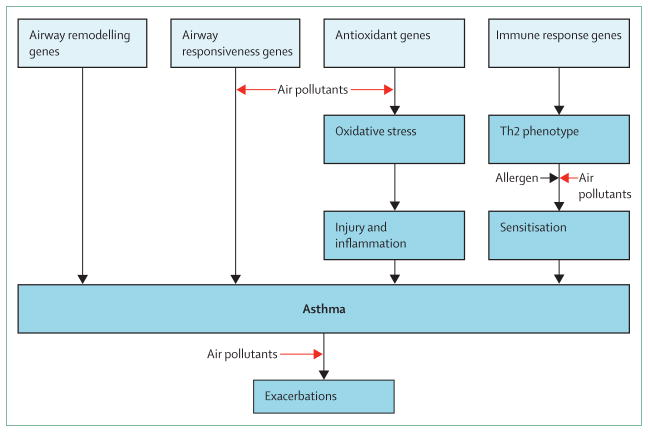 Airway remodelling
genes
Airway
responsiveness genes
Antioxidant genes
Immune response genes
Air pollutants
Oxidative stress
Th2 phenotype
Allergen
Air
pollutants
Injury and
inflammation
Sensitisation
Asthma
Air pollutants
Exacerbations